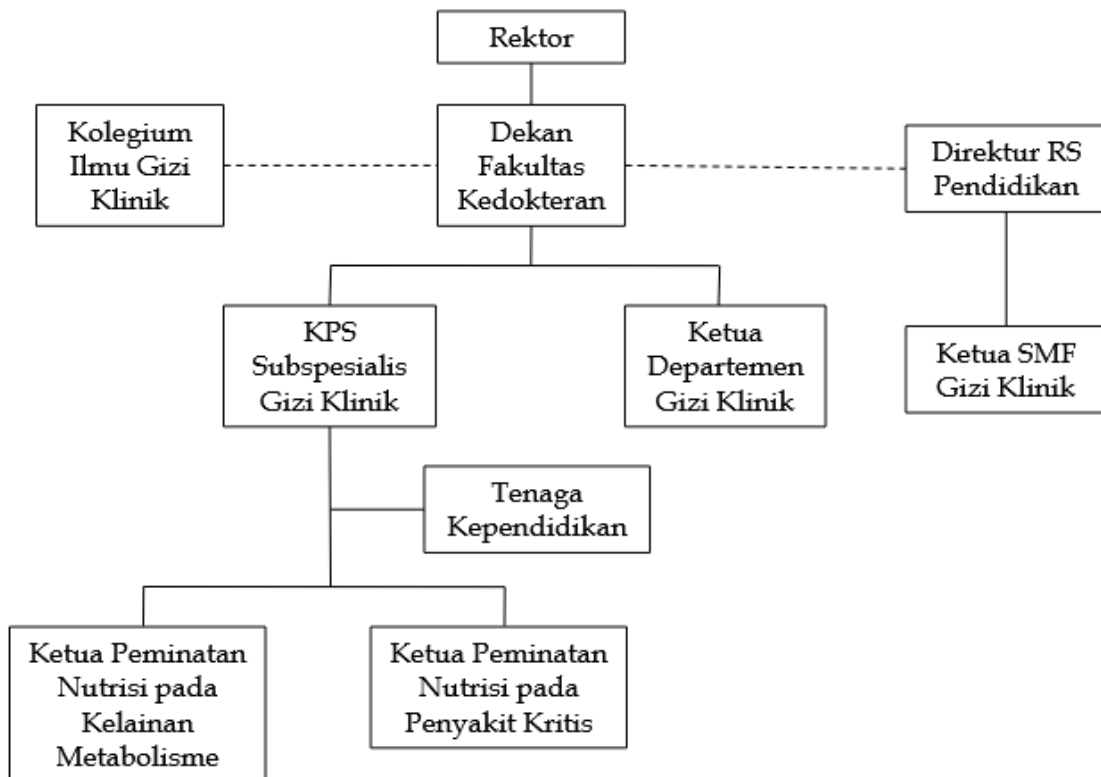 Rektor
Kolegium
Ilmu Gizi
Klinik
Dekan
Fakultas
Kedokteran
Direktur RS
Pendidikan
KPS
Subspesialis
Gizi Klinik
Ketua
Departemen
Gizi Klinik
Ketua SMF
Gizi Klinik
Tenaga
Kependidikan
Ketua Peminatan
Nutrisi pada
Kelainan
Metabolisme
Ketua Peminatan
Nutrisi pada
Penyakit Kritis